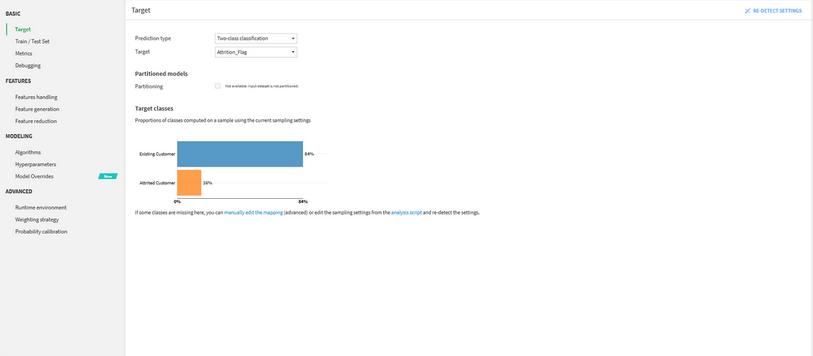 BASIC
Target
Train / Test Set
Metrics
Debugging
FEATURES
Features handling
Feature generation
Feature reduction
MODELING
Algorithms
Hyperparameters
Model Overrides New
ADVANCED
Runtime environment
Weighting strategy
Probability calibration
Target RE-DETECT SETTINGS
Prediction type Two-class classification
Target Attrition_Flag
Partitioned models
Partitioning Not available: input dataset is not partitioned.
Target classes
Proportions of classes computed on a sample using the current sampling settings
Existing Customer 84%
Attrited Customer 16%
0% 84%
If some classes are missing here, you can manually edit the mapping (advanced) or edit the sampling settings from the analysis script and re-detect the settings.